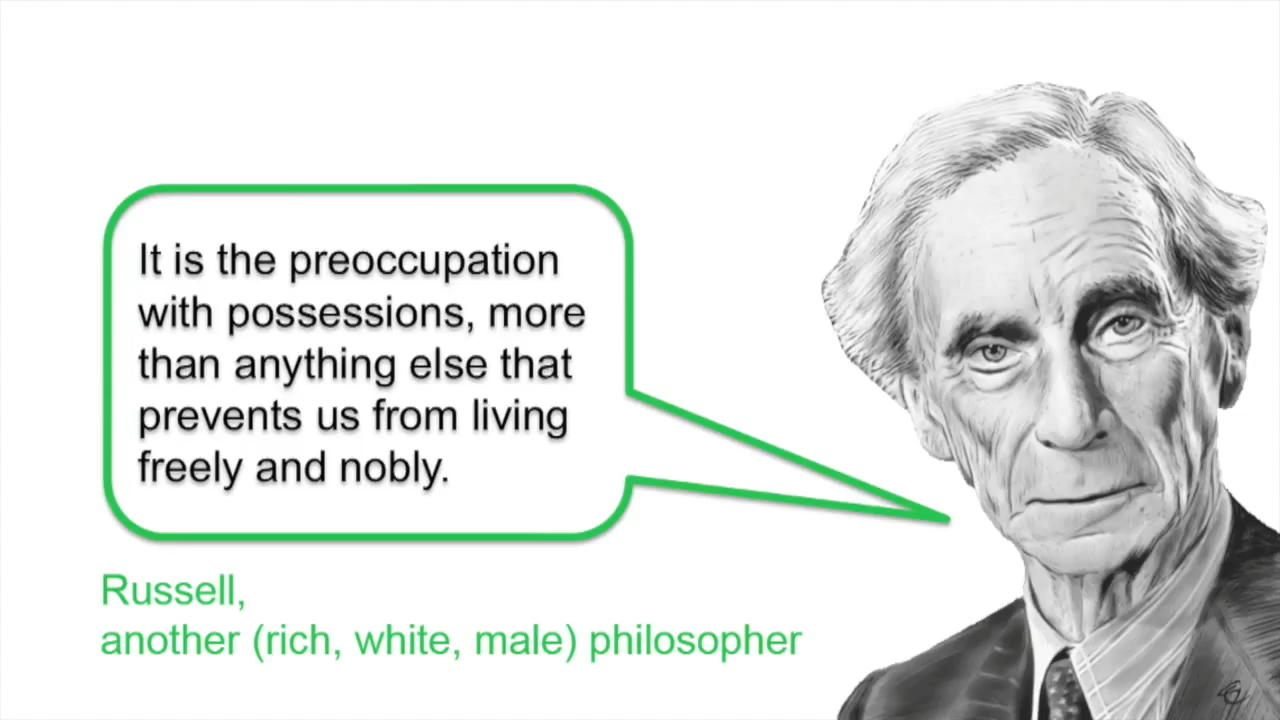 It is the preoccupation
with possessions, more
than anything else that
prevents us from living
freely and nobly.
Russell,
another (rich, white, male) philosopher